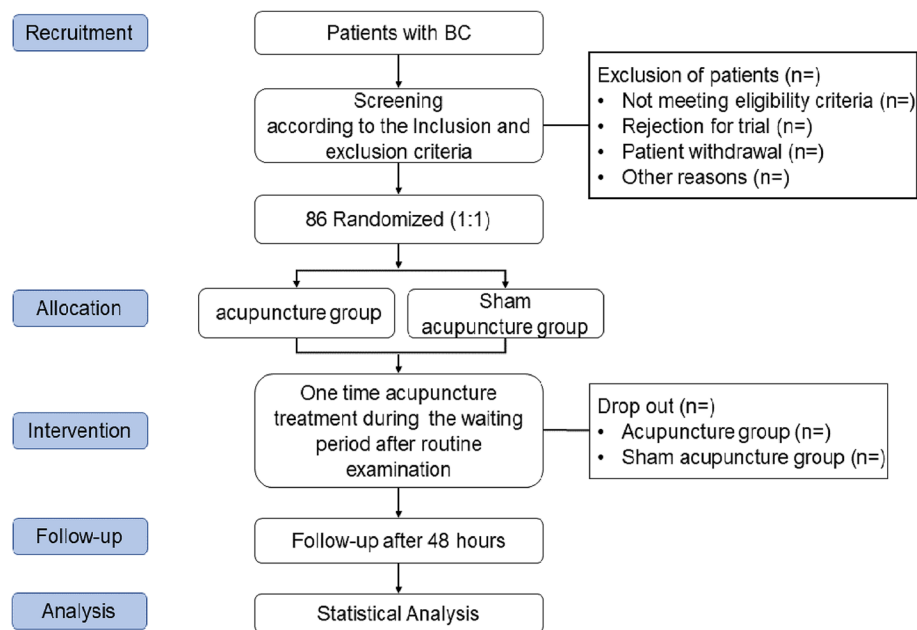 Recruitment
Patients with BC
Screening
according to the Inclusion and
exclusion criteria
Exclusion of patients (n=)
• Not meeting eligibility criteria (n=)
• Rejection for trial (n=)
• Patient withdrawal (n=)
• Other reasons (n=)
86 Randomized (1:1)
Allocation
acupuncture group
Sham
acupuncture group
Intervention
One time acupuncture
treatment during the waiting
period after routine
examination
Drop out (n=)
• Acupuncture group (n=)
• Sham acupuncture group (n=)
Follow-up
Follow-up after 48 hours
Analysis
Statistical Analysis